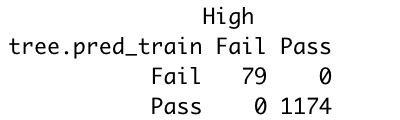 High
tree.pred_train Fail Pass
Fail 79 0
Pass 0 1174